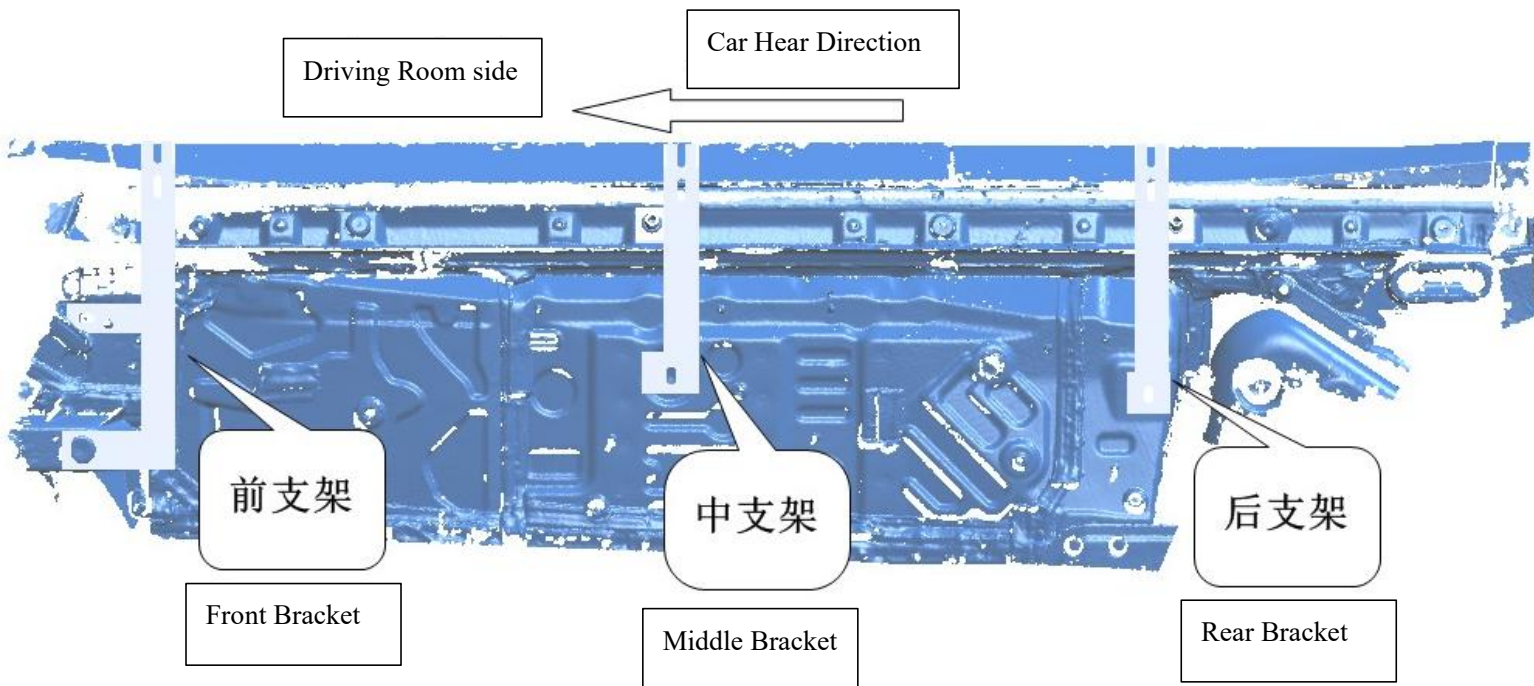 Car Hear Direction
Driving Room side
前支架
中支架
后支架
Front Bracket
Middle Bracket
Rear Bracket